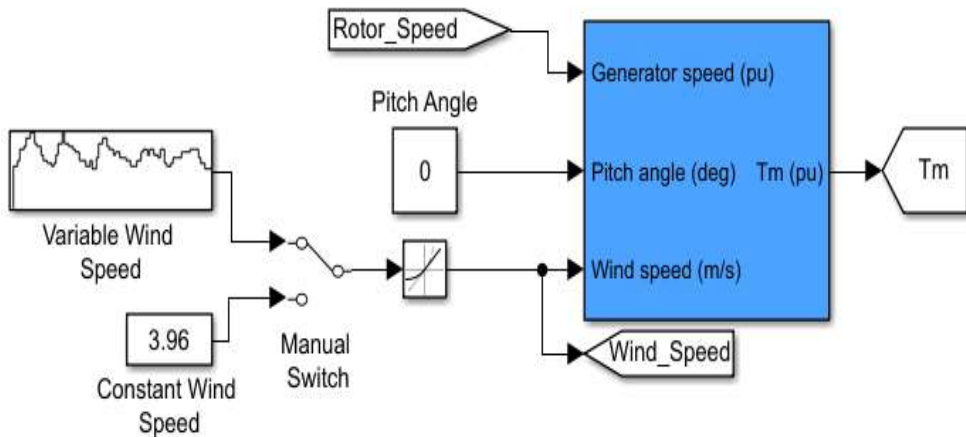 Rotor_Speed
Generator speed (pu)
Pitch Angle
0
Pitch angle (deg)
Tm (pu)
Tm
Variable Wind
Speed
Wind speed (m/s)
3.96
Manual
Switch
Wind_Speed
Constant Wind
Speed